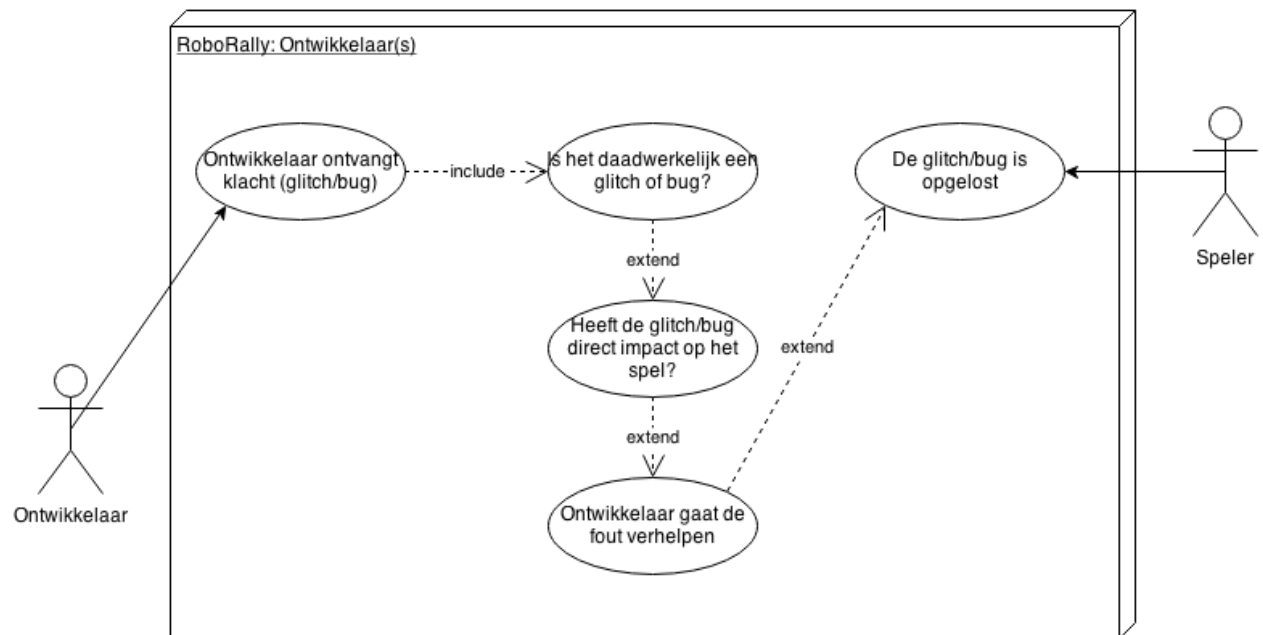 RoboRally: Ontwikkelaar(s)
Ontwikkelaar ontvangt
klacht (glitch/bug)
include
Is het daadwerkelijk een
glitch of bug?
De glitch/bug is
opgelost
Speler
extend
Heeft de glitch/bug
direct impact op het
spel?
extend
extend
Ontwikkelaar gaat de
fout verhelpen
Ontwikkelaar